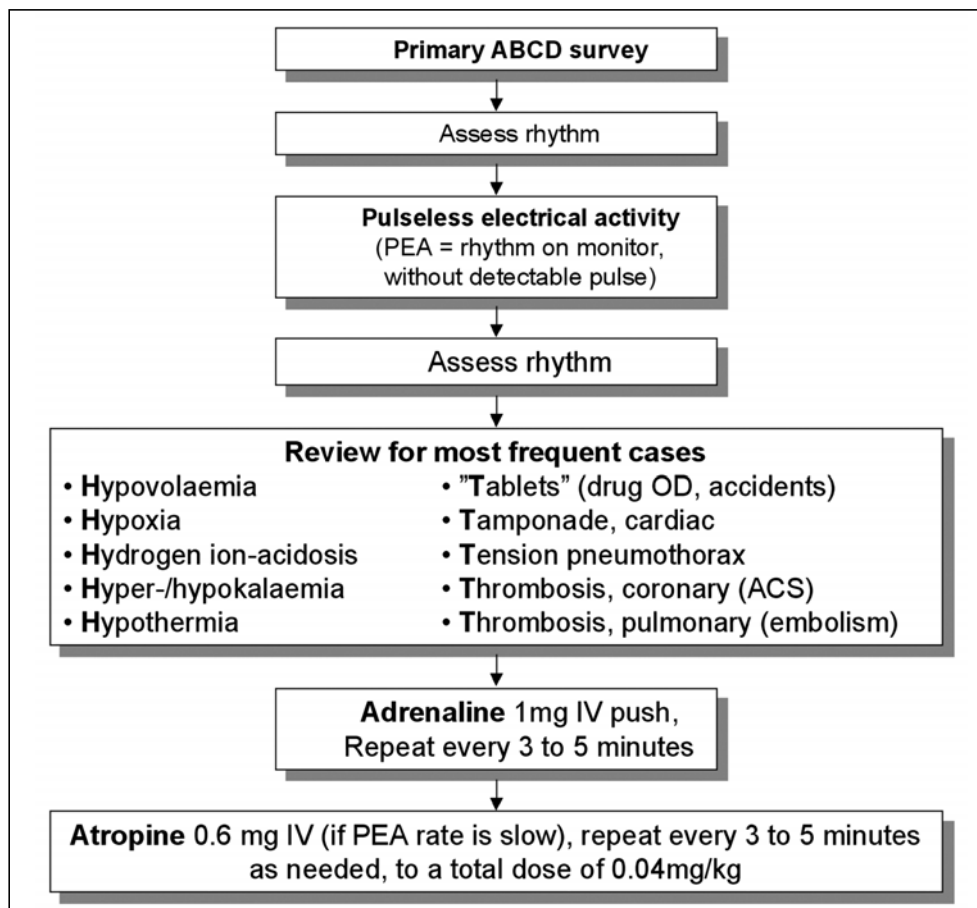 Primary ABCD survey
Assess rhythm
Pulseless electrical activity
(PEA = rhythm on monitor,
without detectable pulse)
Assess rhythm
Review for most frequent cases
• Hypovolaemia
• Hypoxia
• Hydrogen ion-acidosis
• Hyper-/hypokalaemia
• Hypothermia
• "Tablets" (drug OD, accidents)
• Tamponade, cardiac
• Tension pneumothorax
• Thrombosis, coronary (ACS)
• Thrombosis, pulmonary (embolism)
Adrenaline 1mg IV push,
Repeat every 3 to 5 minutes
Atropine 0.6 mg IV (if PEA rate is slow), repeat every 3 to 5 minutes
as needed, to a total dose of 0.04mg/kg